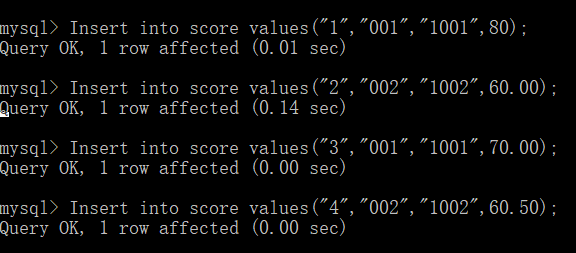 mysql> Insert into score values("1","001","1001",80);
Query OK, 1 row affected (0.01 sec)
mysql> Insert into score values("2","002","1002",60.00);
Query OK, 1 row affected (0.14 sec)
mysql> Insert into score values("3","001","1001",70.00);
Query OK, 1 row affected (0.00 sec)
mysql> Insert into score values("4","002","1002",60.50);
Query OK, 1 row affected (0.00 sec)